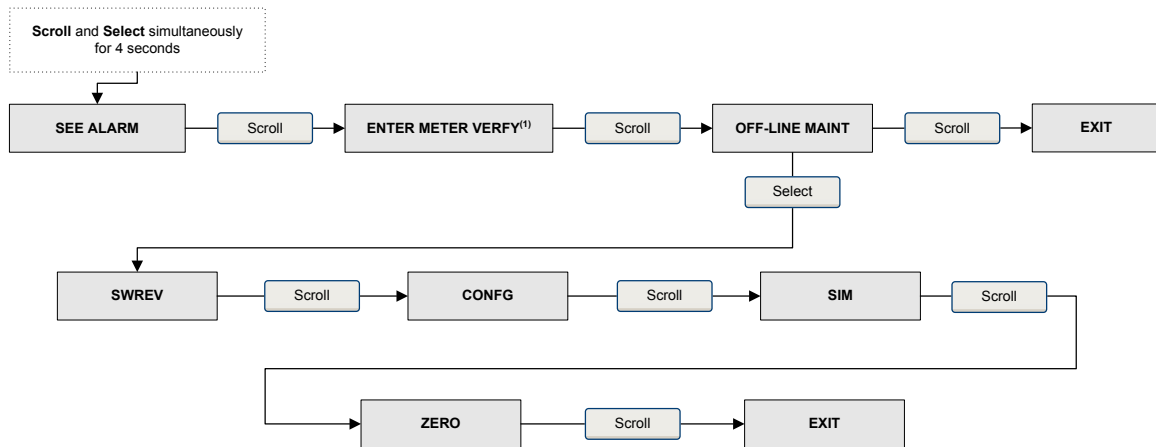 Scroll and Select simultaneously
for 4 seconds
SEE ALARM
Scroll
ENTER METER VERFY(1)
Scroll
OFF-LINE MAINT
Scroll
EXIT
Select
SWREV
Scroll
CONFG
Scroll
SIM
Scroll
ZERO
Scroll
EXIT